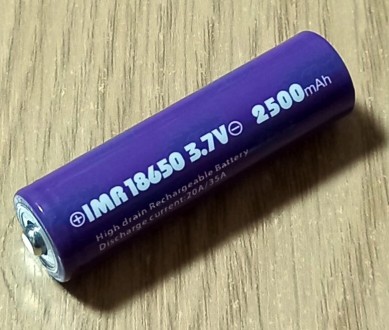 ⊕IMR18650 3.7V⊖ 2500mAh
High drain Rechargeable Battery
Discharge current 20A/35A